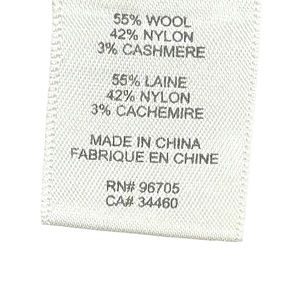 55% WOOL
42% NYLON
3% CASHMERE
55% LAINE
42% NYLON
3% CACHEMIRE
MADE IN CHINA
FABRIQUE EN CHINE
RN# 96705
CA# 34460